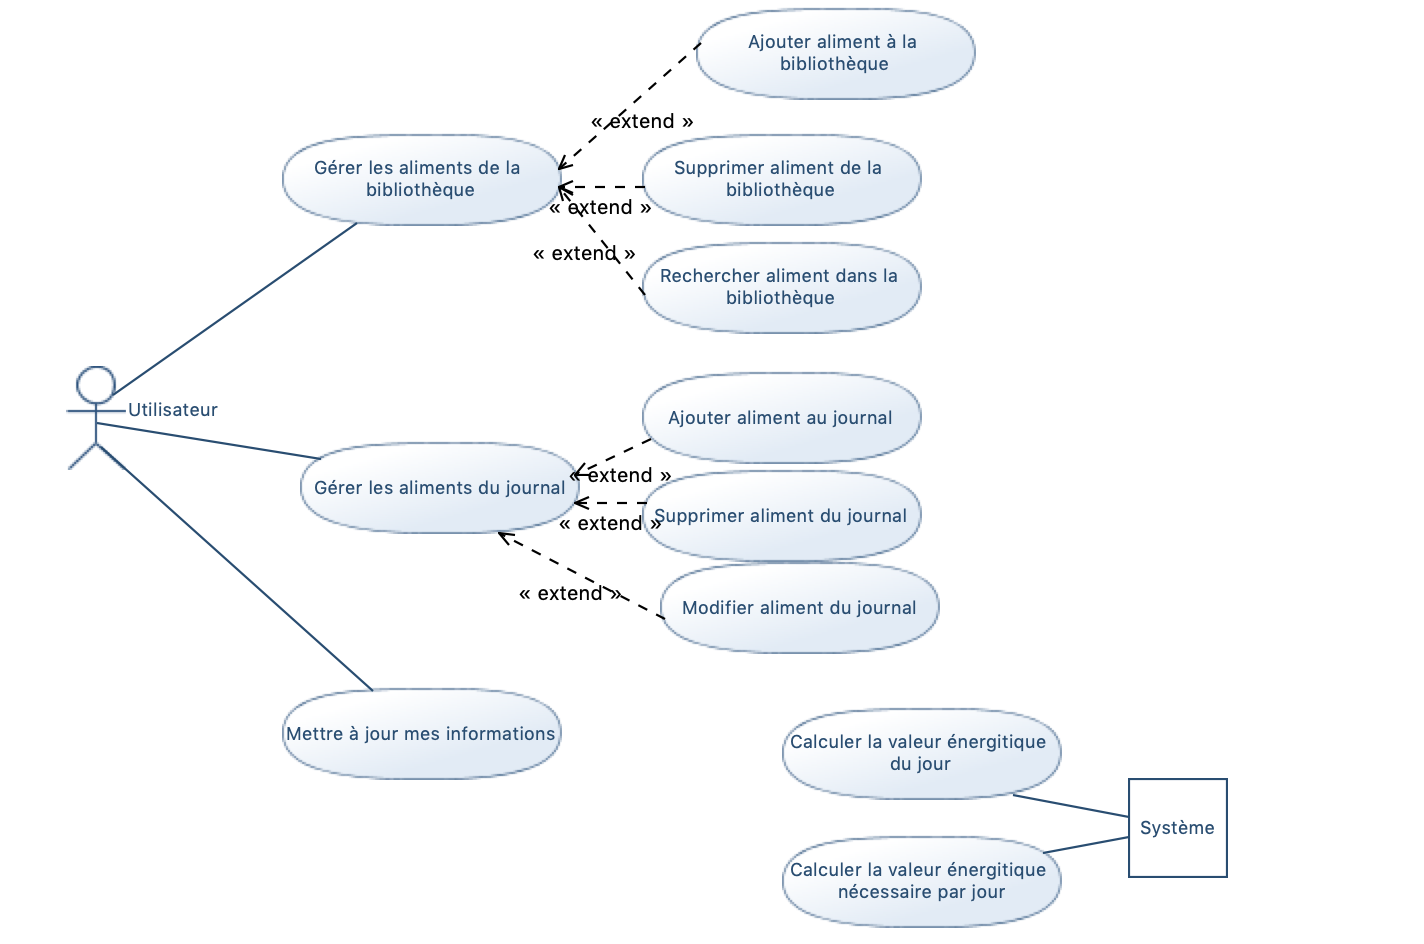 Ajouter aliment à la
bibliothèque
« extend »
Gérer les aliments de la
bibliothèque
Supprimer aliment de la
bibliothèque
« extend »
« extend »
Rechercher aliment dans la
bibliothèque
Utilisateur
Ajouter aliment au journal
« extend »
Gérer les aliments du journal
Supprimer aliment du journal
« extend »
« extend »
Modifier aliment du journal
Mettre à jour mes informations
Calculer la valeur énergitique
du jour
Système
Calculer la valeur énergitique
nécessaire par jour